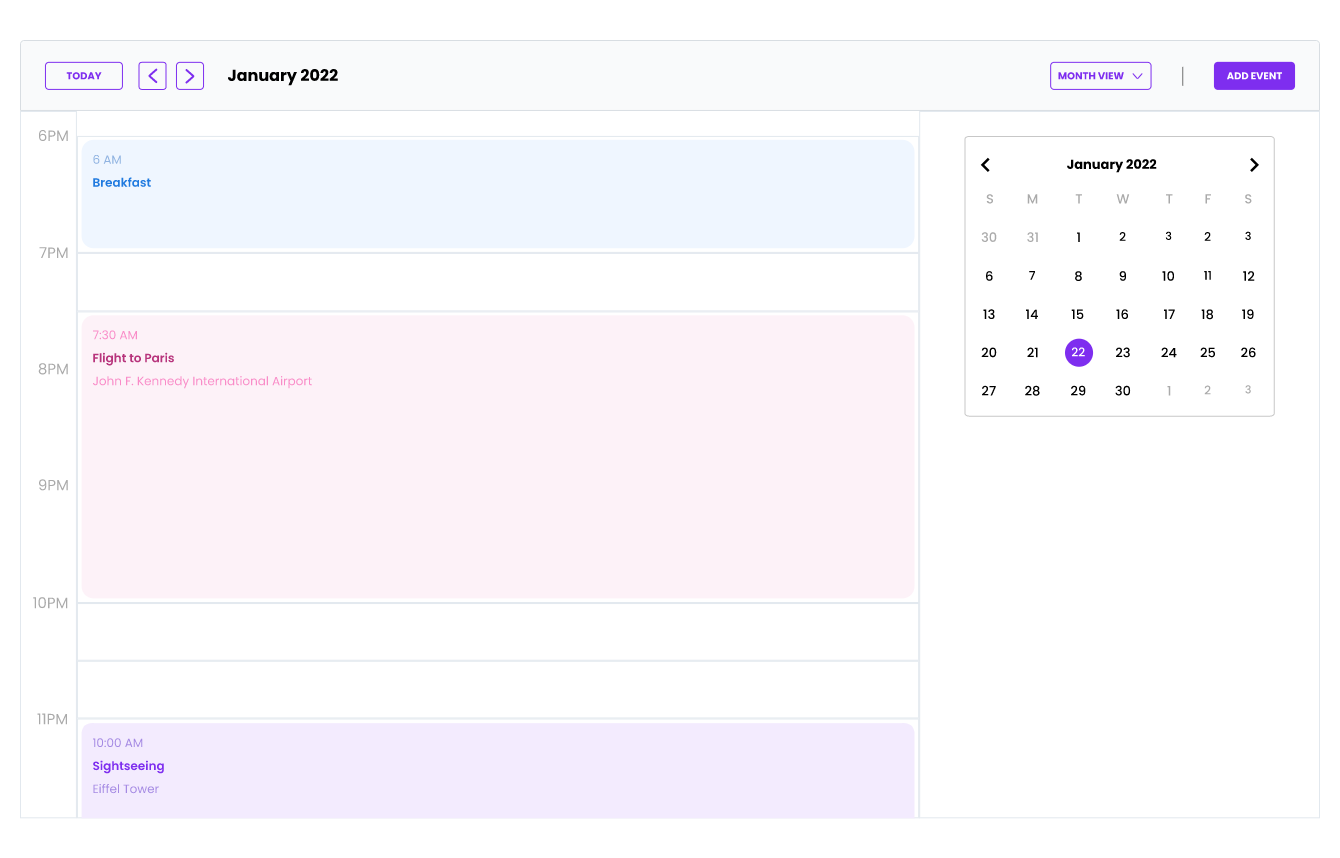 TODAY January 2022 MONTH VIEW ADD EVENT
6PM
6 AM
Breakfast
7PM
7:30 AM
Flight to Paris
8PM
John F. Kennedy International Airport
9PM
10PM
11PM
10:00 AM
Sightseeing
Eiffel Tower
January 2022
S M T W T F S
30 31 1 2 3 2 3
6 7 8 9 10 11 12
13 14 15 16 17 18 19
20 21 22 23 24 25 26
27 28 29 30 1 2 3